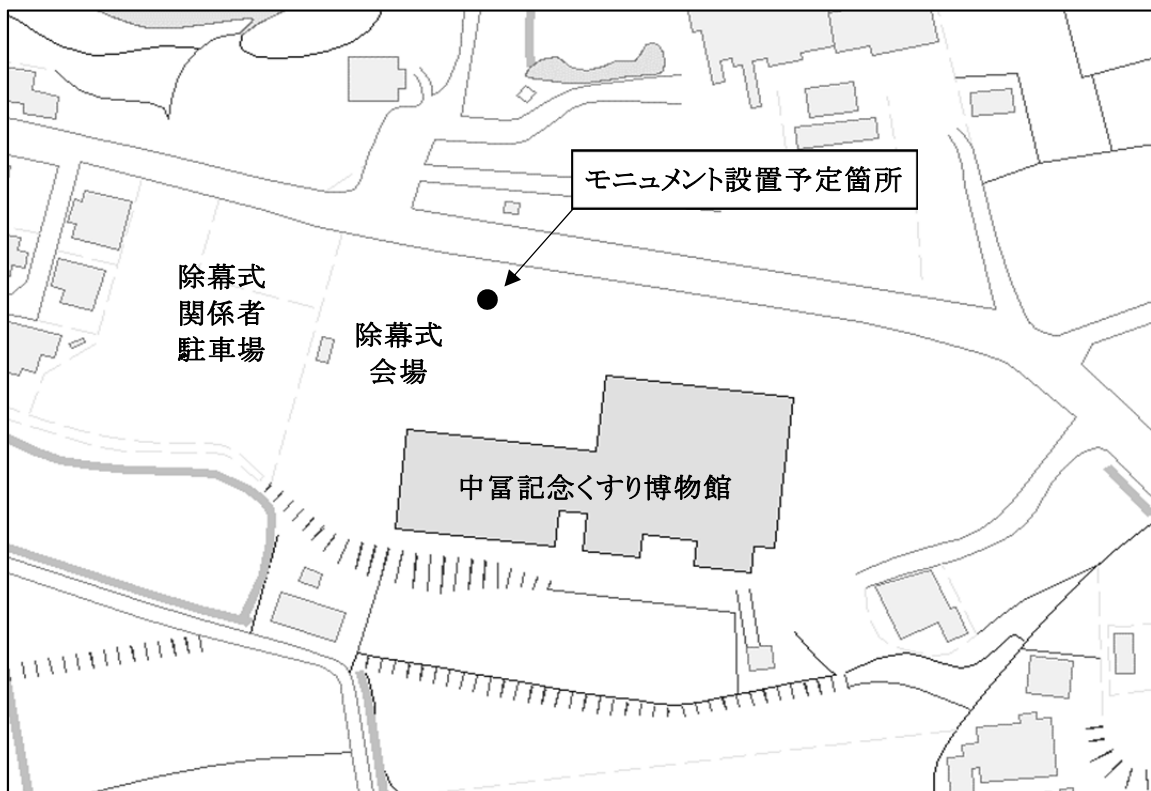 モニュメント設置予定箇所
除幕式
関係者
駐車場
除幕式
会場
中冨記念くすり博物館